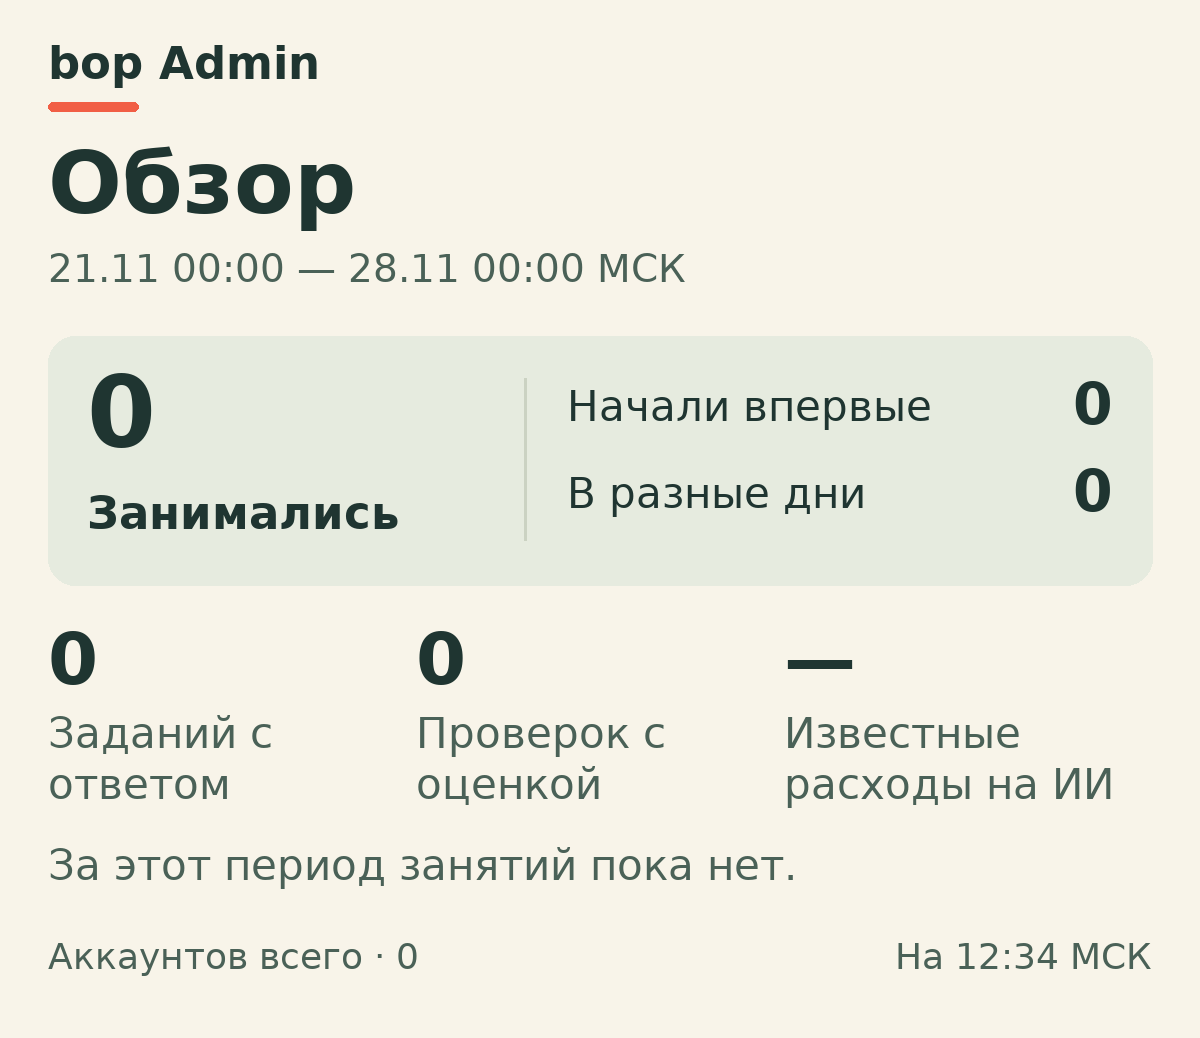 bop Admin
Обзор
21.11 00:00 — 28.11 00:00 МСК
0
Занимались
Начали впервые 0
В разные дни 0
0
Заданий с
ответом
0
Проверок с
оценкой
—
Известные
расходы на ИИ
За этот период занятий пока нет.
Аккаунтов всего · 0
На 12:34 МСК